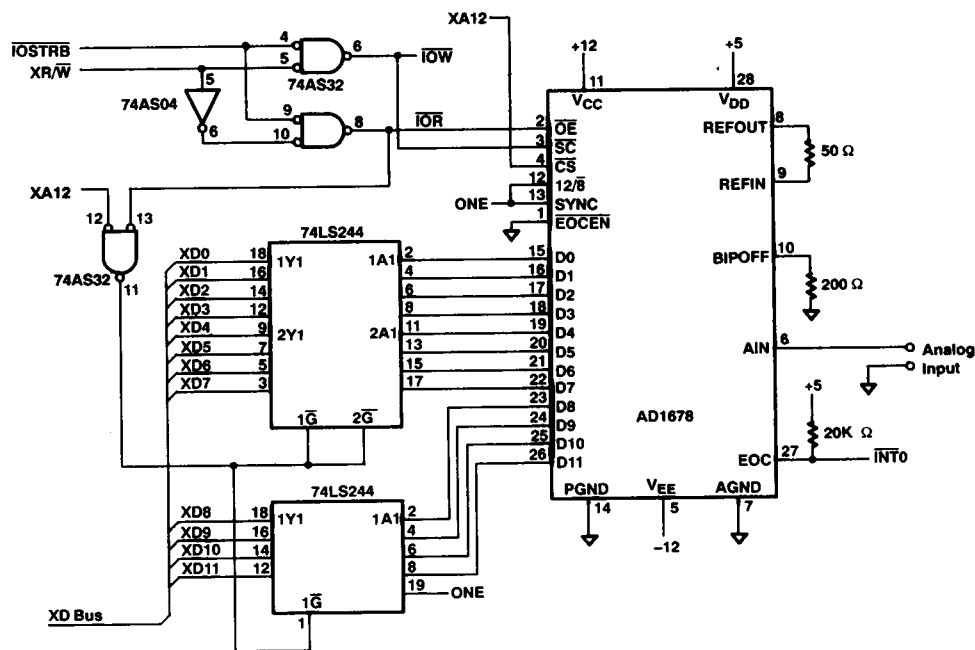 XA12
+12
+5
IOSTRB
XR/W
4
5
6
IOW
74AS32
11
28
VCC
VDD
5
74AS04
6
9
10
8
IOR
2
OE
3
SC
4
CS
12
12/8
13
SYNC
1
EOCEN
ONE
REFOUT
8
50 Ω
9
REFIN
XA12
12
13
74AS32
11
74LS244
XD0
18
1Y1
1A1
2
15
D0
XD1
16
4
16
D1
XD2
14
6
17
D2
XD3
12
8
18
D3
XD4
9
2Y1
2A1
11
19
D4
XD5
7
13
20
D5
XD6
5
15
21
D6
XD7
3
17
22
D7
23
D8
24
D9
25
D10
26
D11
1G
2G
BIPOFF
10
200 Ω
AIN
6
Analog
Input
AD1678
+5
20K Ω
EOC
27
INT0
PGND
14
VEE
5
-12
AGND
7
74LS244
XD8
18
1Y1
1A1
2
XD9
16
4
XD10
14
6
XD11
12
8
19
ONE
1G
1
XD Bus